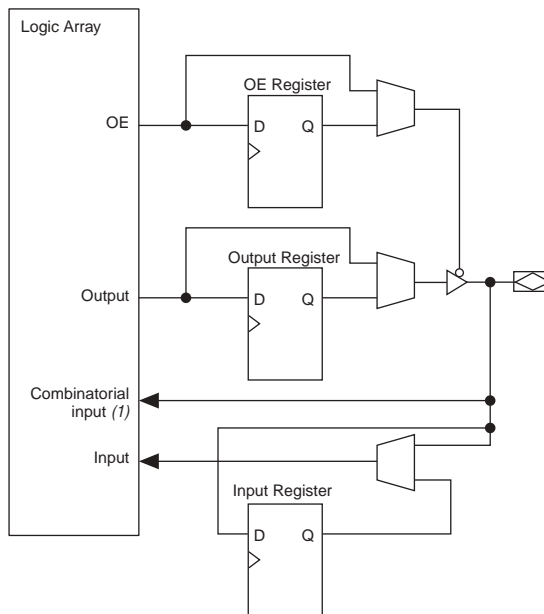 Logic Array
OE Register
OE
D Q
Output Register
Output
D Q
Combinatorial
input (1)
Input
Input Register
D Q